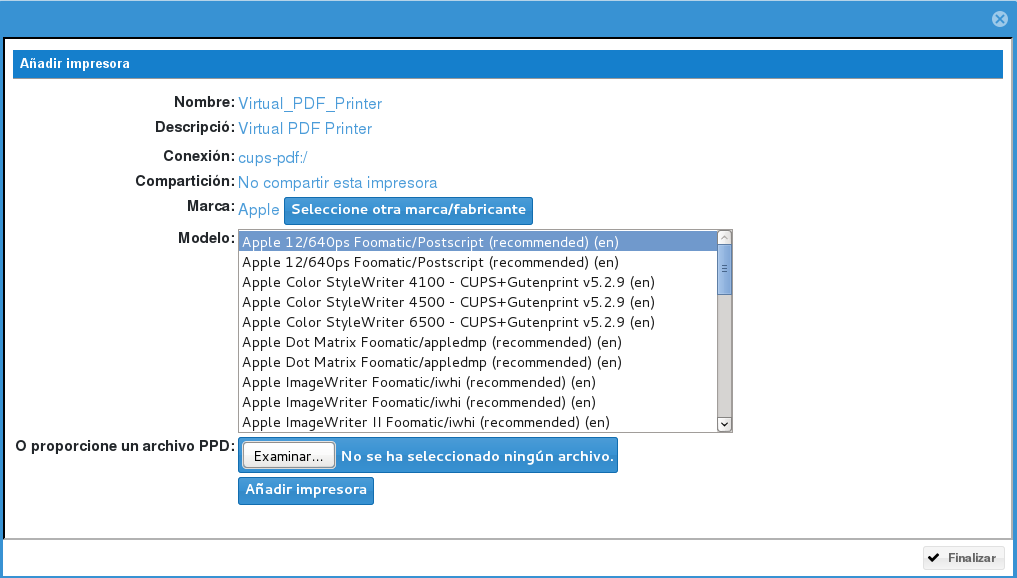 Añadir impresora
Nombre: Virtual_PDF_Printer
Descripció: Virtual PDF Printer
Conexión: cups-pdf:/
Compartición: No compartir esta impresora
Marca: Apple Seleccione otra marca/fabricante
Modelo: Apple 12/640ps Foomatic/Postscript (recommended) (en)
Apple 12/640ps Foomatic/Postscript (recommended) (en)
Apple Color StyleWriter 4100 - CUPS+Gutenprint v5.2.9 (en)
Apple Color StyleWriter 4500 - CUPS+Gutenprint v5.2.9 (en)
Apple Color StyleWriter 6500 - CUPS+Gutenprint v5.2.9 (en)
Apple Dot Matrix Foomatic/appledmp (recommended) (en)
Apple Dot Matrix Foomatic/appledmp (recommended) (en)
Apple ImageWriter Foomatic/iwhi (recommended) (en)
Apple ImageWriter Foomatic/iwhi (recommended) (en)
Apple ImageWriter II Foomatic/iwhi (recommended) (en)
O proporcione un archivo PPD: Examinar... No se ha seleccionado ningún archivo.
Añadir impresora
Finalizar